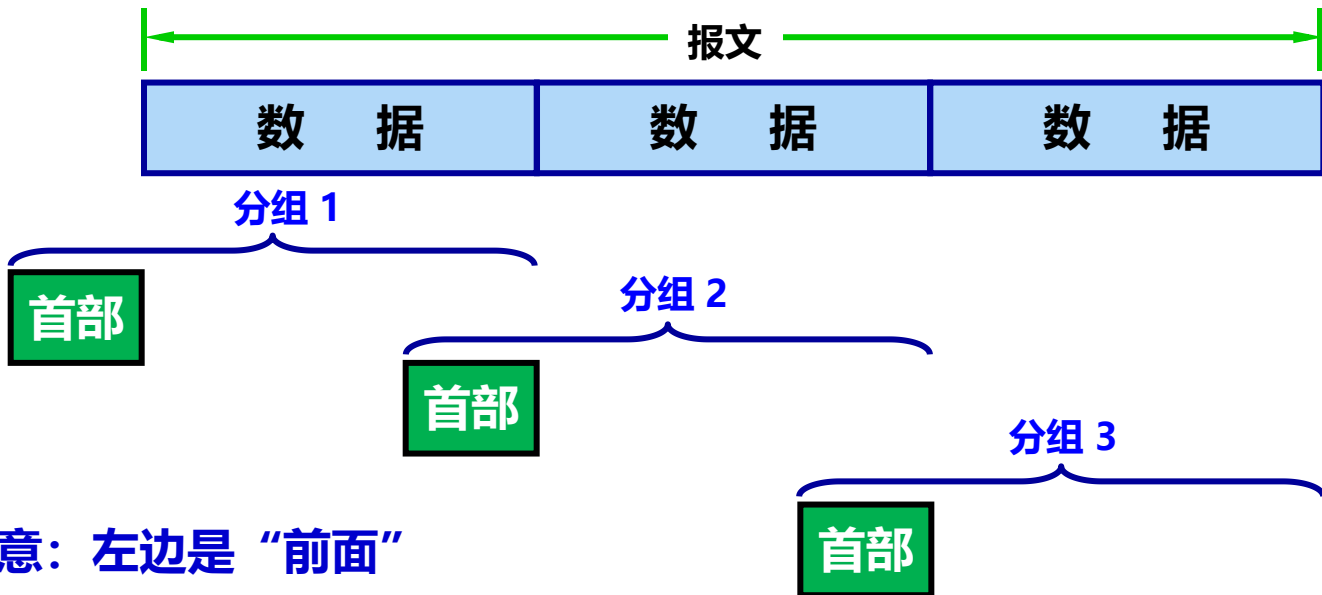 报文
数 据 数 据 数 据
分组 1
首部
分组 2
首部
分组 3
首部
意：左边是“前面”